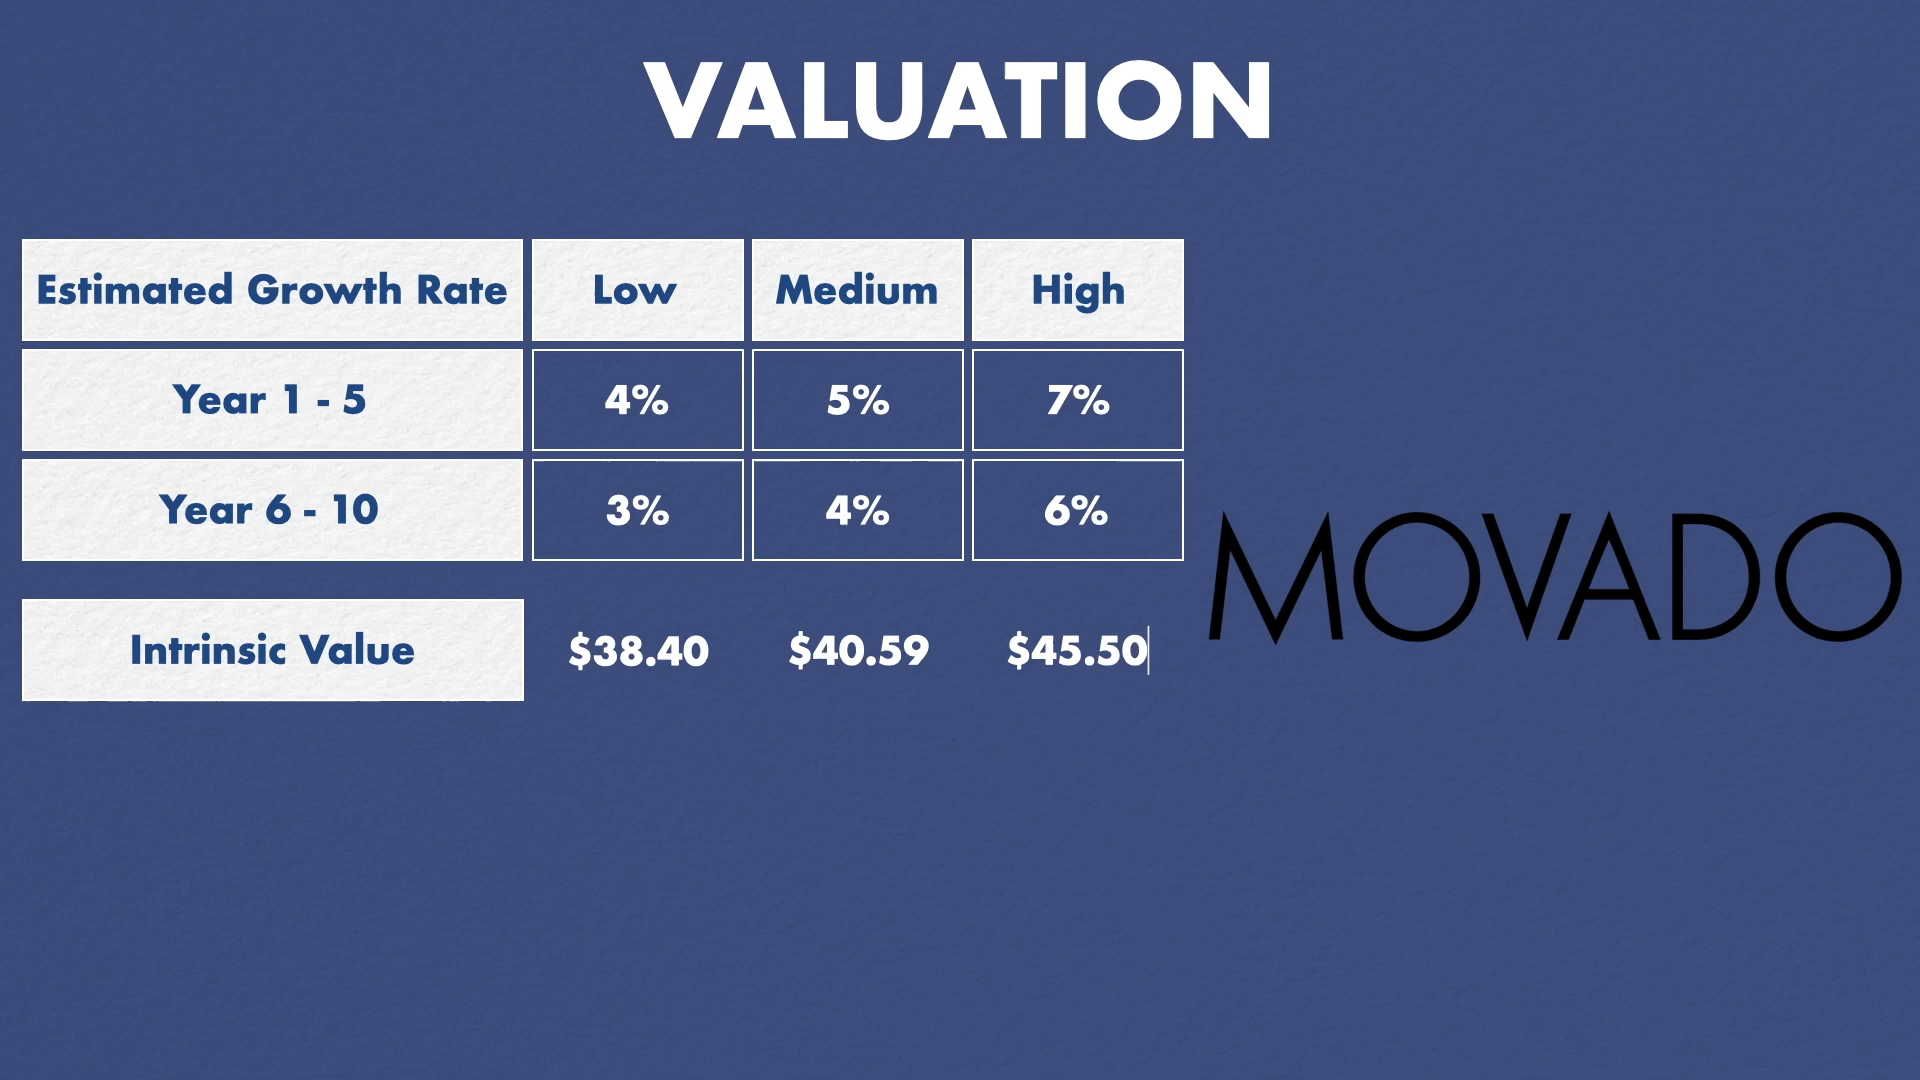 VALUATION
Estimated Growth Rate Low Medium High
Year 1 - 5 4% 5% 7%
Year 6 - 10 3% 4% 6%
MOVADO
Intrinsic Value $38.40 $40.59 $45.50